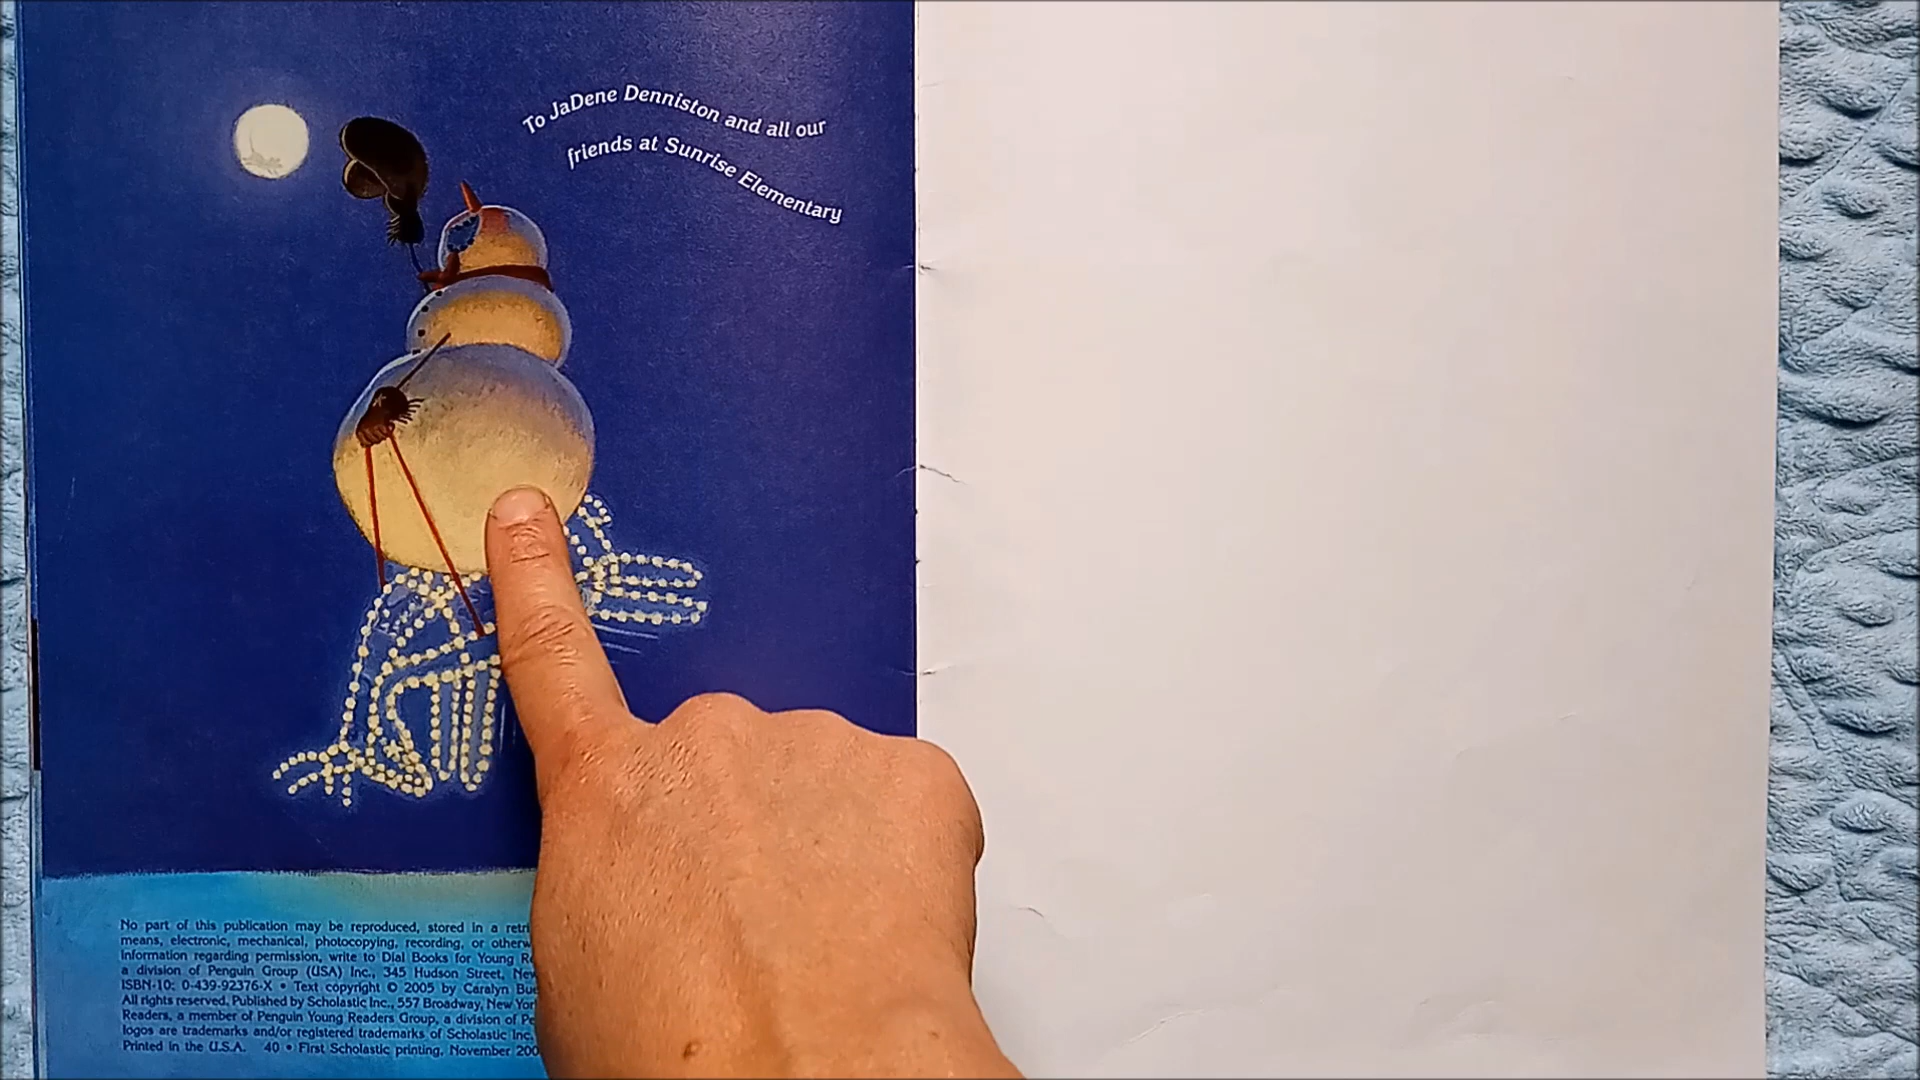 To JaDene Denniston and all our
friends at Sunrise Elementary
No part of this publication may be reproduced, stored in a
means, electronic, mechanical, photocopying, recording, or
information regarding permission, write to Dial Books for Young
a division of Penguin Group (USA) Inc., 345 Hudson Street, New
ISBN-10: 0-439-92376-X • Text copyright © 2005 by Caralyn
All rights reserved. Published by Scholastic Inc., 557 Broadway, New
Readers, a member of Penguin Young Readers Group, a division of
logos are trademarks and/or registered trademarks of Scholastic Inc.
Printed in the U.S.A. 40 • First Scholastic printing, November